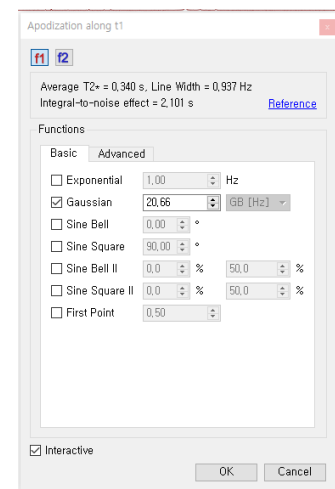 Apodization along t1
f1 f2
Average T2* = 0,340 s, Line Width = 0,937 Hz
Integral-to-noise effect = 2,101 s Reference
Functions
Basic Advanced
Exponential 1,00 Hz
Gaussian 20,66 GB [Hz]
Sine Bell 0,00 °
Sine Square 90,00 °
Sine Bell II 0,0 % 50,0 %
Sine Square II 0,0 % 50,0 %
First Point 0,50
Interactive
OK Cancel